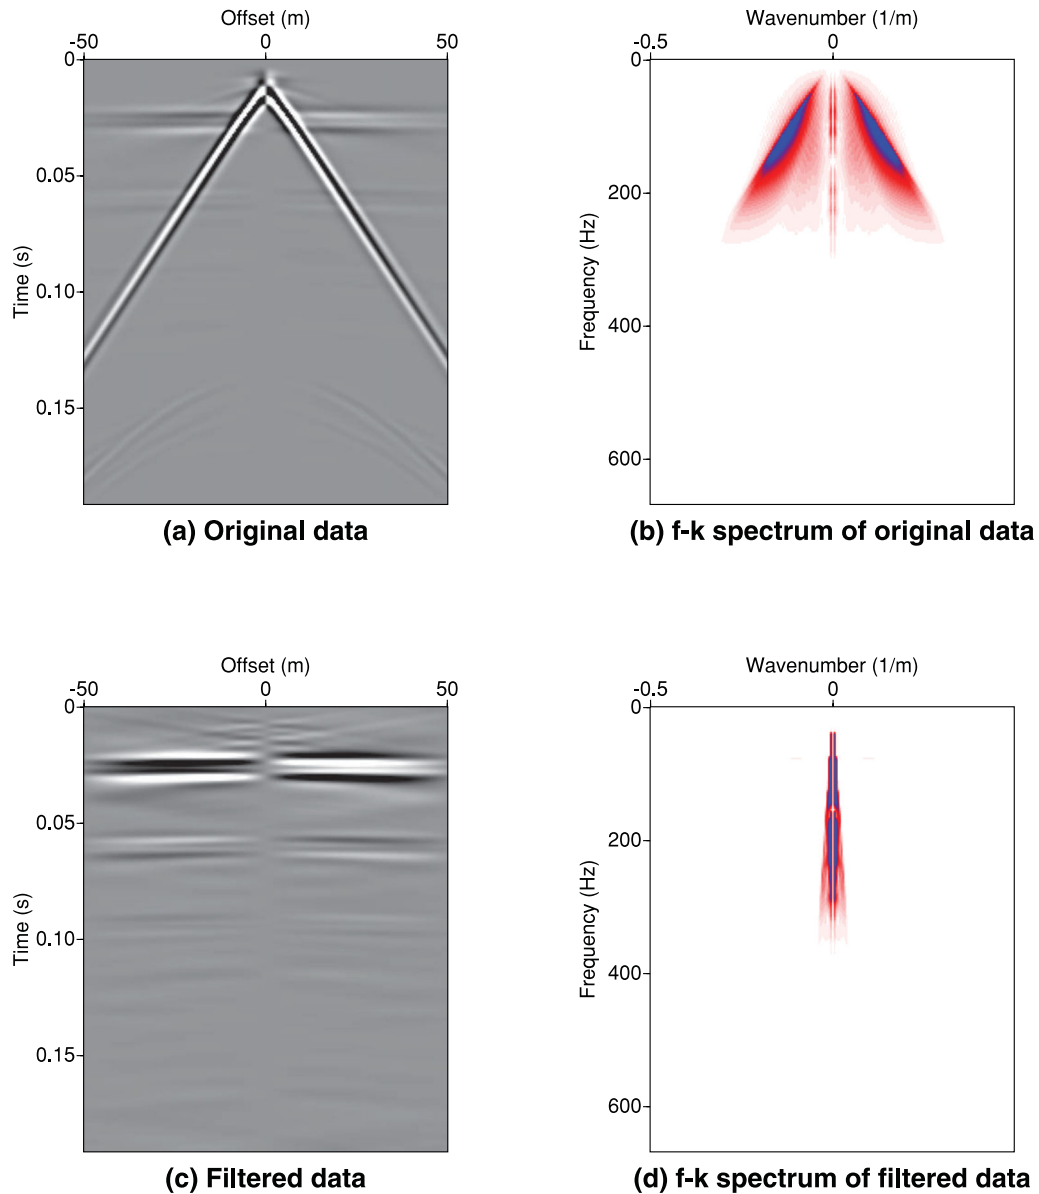 Offset (m)
-50 0 50
0
0.05
0.10
0.15
Time (s)
(a) Original data
Wavenumber (1/m)
-0.5 0
0
200
400
600
Frequency (Hz)
(b) f-k spectrum of original data
Offset (m)
-50 0 50
0
0.05
0.10
0.15
Time (s)
(c) Filtered data
Wavenumber (1/m)
-0.5 0
0
200
400
600
Frequency (Hz)
(d) f-k spectrum of filtered data